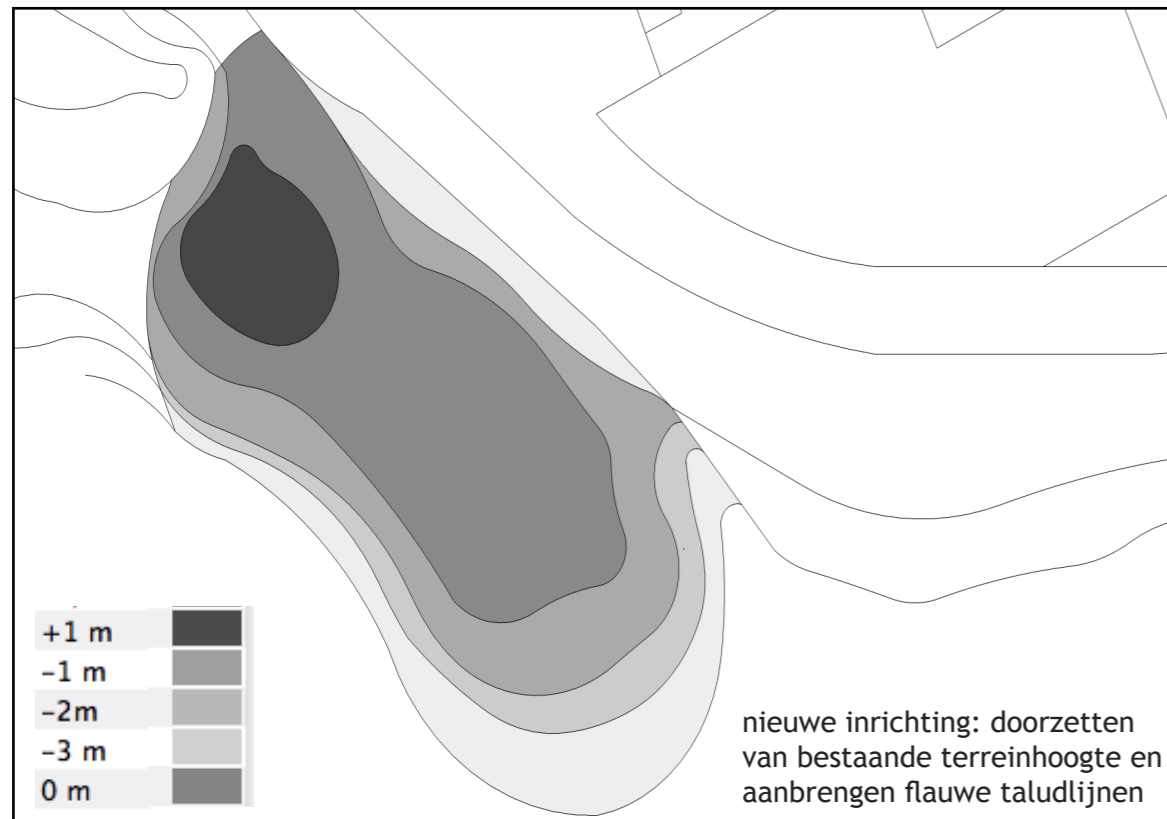 +1 m
−1 m
−2m
−3 m
0 m
nieuwe inrichting: doorzetten
van bestaande terreinhoogte en
aanbrengen flauwe taludlijnen